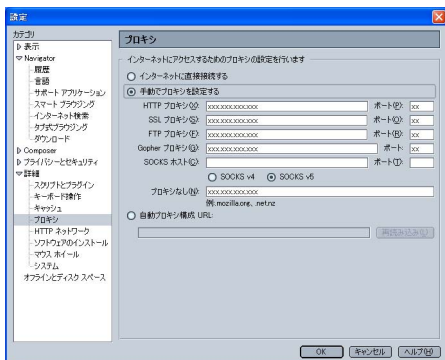 設定
カテゴリ
表示
Navigator
履歴
言語
サポート アプリケーション
スマート ブラウジング
インターネット検索
タブ式ブラウジング
ダウンロード
Composer
プライバシーとセキュリティ
詳細
スクリプトとプラグイン
キーボード操作
キャッシュ
プロキシ
HTTP ネットワーク
ソフトウェアのインストール
マウス ホイール
システム
オフラインとディスク スペース
プロキシ
インターネットにアクセスするためのプロキシの設定を行います
インターネットに直接接続する
手動でプロキシを設定する
HTTP プロキシ(X): xxx.xxx.xxx.xxx ポート(P): xx
SSL プロキシ(S): xxx.xxx.xxx.xxx ポート(O): xx
FTP プロキシ(F): xxx.xxx.xxx.xxx ポート(R): xx
Gopher プロキシ(G): xxx.xxx.xxx.xxx ポート: xx
SOCKS ホスト(C): ポート(T):
SOCKS v4 SOCKS v5
プロキシなし(N): xxx.xxx.xxx.xxx
例:mozilla.org, .net.nz
自動プロキシ構成 URL:
再読み込み(L)
OK キャンセル ヘルプ(H)